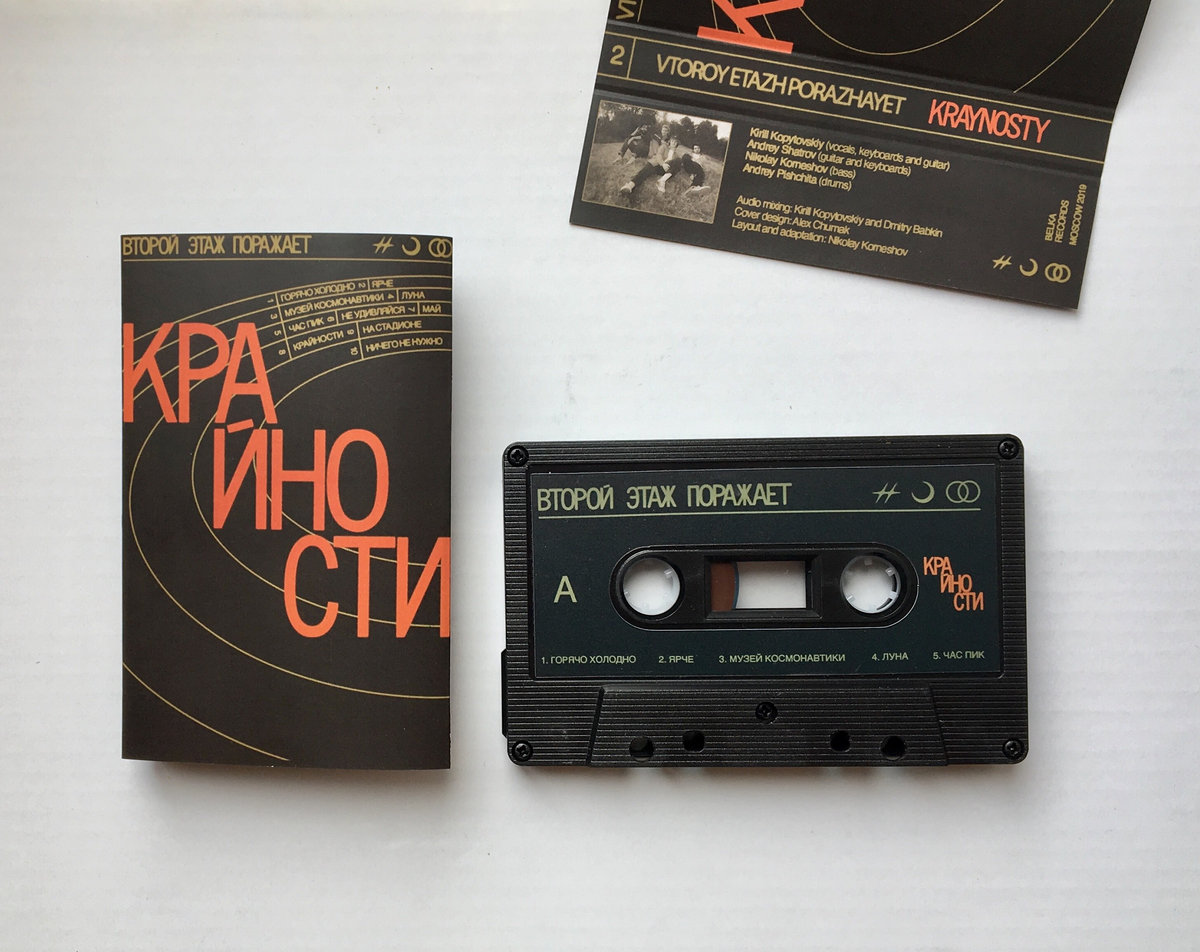 2 VTOROY ETAZH PORAZHAYET KRAYNOSTY
Kirill Kopytovskiy (vocals, keyboards and guitar)
Andrey Shatrov (guitar and keyboards)
Nikolay Korneshov (bass)
Andrey Pishchita (drums)
Audio mixing: Kirill Kopytovskiy and Dmitry Babkin
Cover design: Alex Chumak
Layout and adaptation: Nikolay Korneshov
BELKA
RECORDS
MOSCOW 2019
ВТОРОЙ ЭТАЖ ПОРАЖАЕТ
1 ГОРЯЧО ХОЛОДНО 2 ЯРЧЕ
3 МУЗЕЙ КОСМОНАВТИКИ 4 ЛУНА
5 ЧАС ПИК 6 НЕ УДИВЛЯЙСЯ 7 МАЙ
8 КРАЙНОСТИ 9 НА СТАДИОНЕ
10 НИЧЕГО НЕ НУЖНО
КРА
ЙНО
СТИ
ВТОРОЙ ЭТАЖ ПОРАЖАЕТ
A
КРА
ЙНО
СТИ
1. ГОРЯЧО ХОЛОДНО 2. ЯРЧЕ 3. МУЗЕЙ КОСМОНАВТИКИ 4. ЛУНА 5. ЧАС ПИК